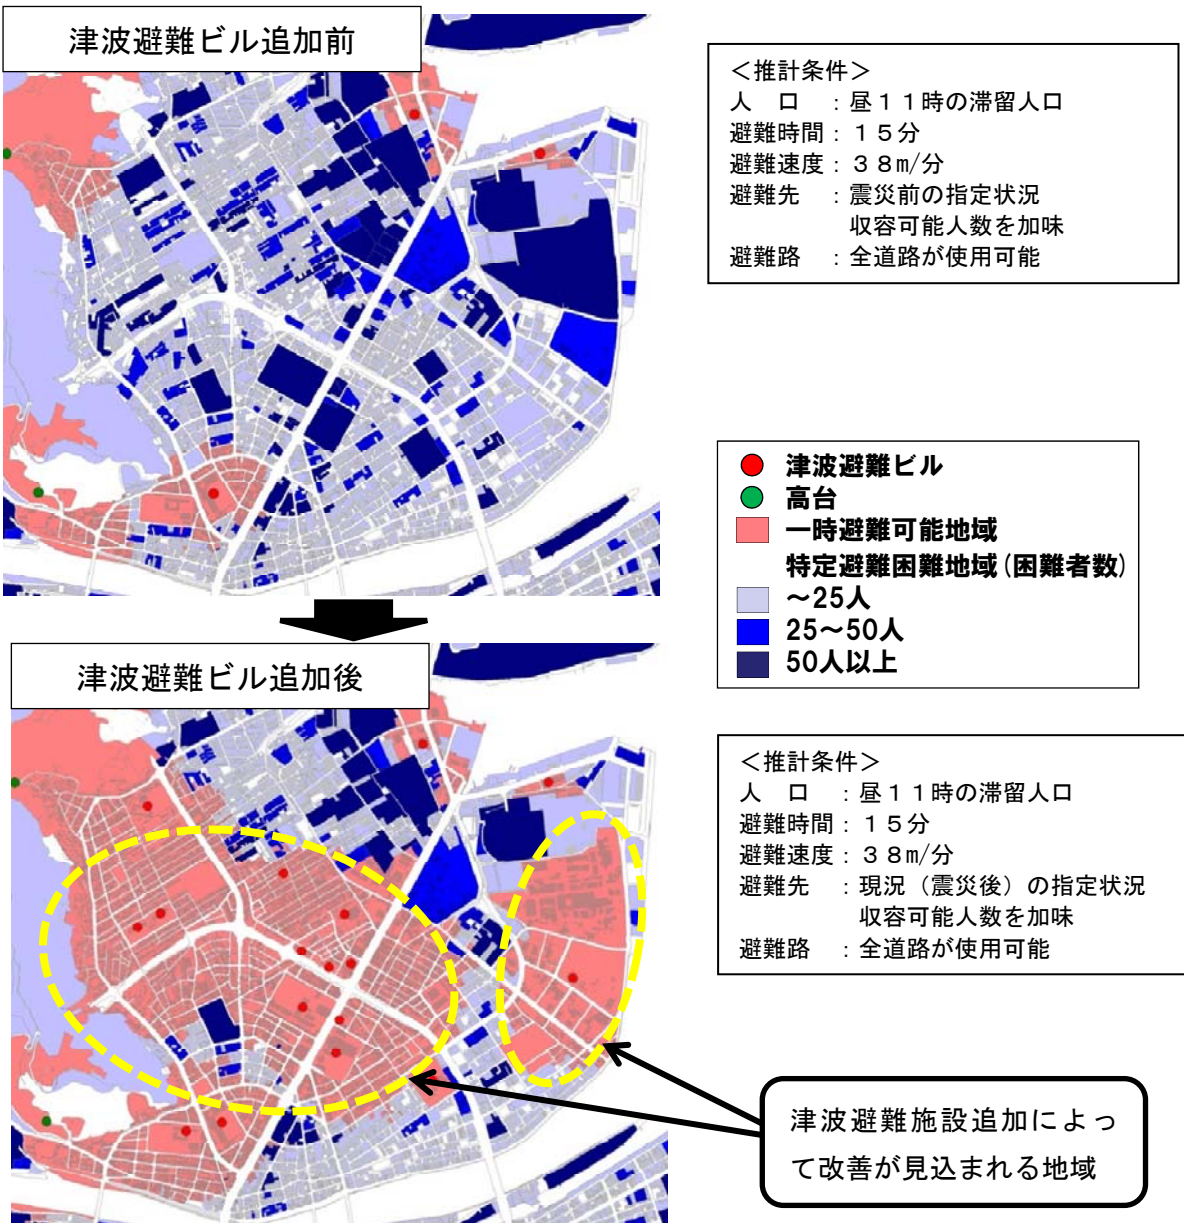 津波避難ビル追加前
＜推計条件＞
人　口　：昼１１時の滞留人口
避難時間：１５分
避難速度：３８m/分
避難先　：震災前の指定状況
収容可能人数を加味
避難路　：全道路が使用可能
津波避難ビル
高台
一時避難可能地域
特定避難困難地域(困難者数)
～25人
25～50人
50人以上
津波避難ビル追加後
＜推計条件＞
人　口　：昼１１時の滞留人口
避難時間：１５分
避難速度：３８m/分
避難先　：現況（震災後）の指定状況
収容可能人数を加味
避難路　：全道路が使用可能
津波避難施設追加によっ
て改善が見込まれる地域